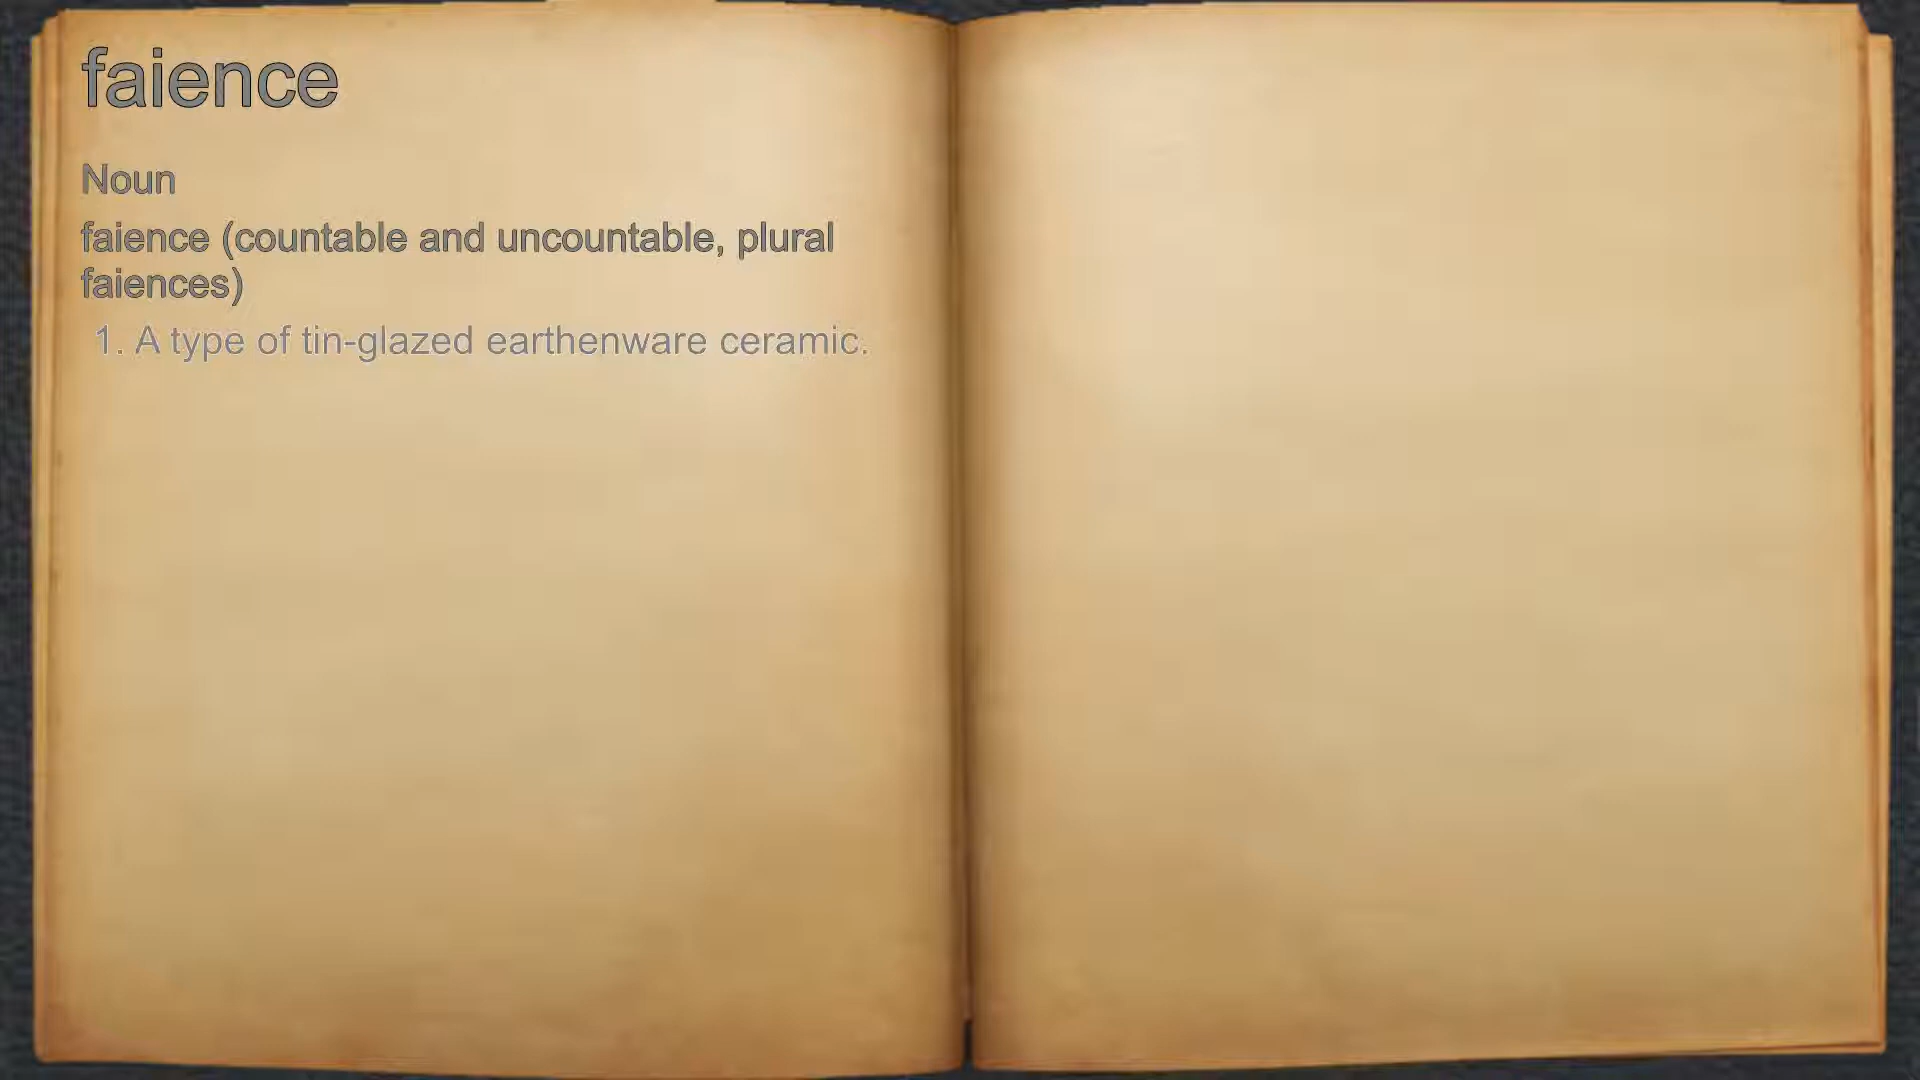 faience
Noun
faience (countable and uncountable, plural
faiences)
1. A type of tin-glazed earthenware ceramic.